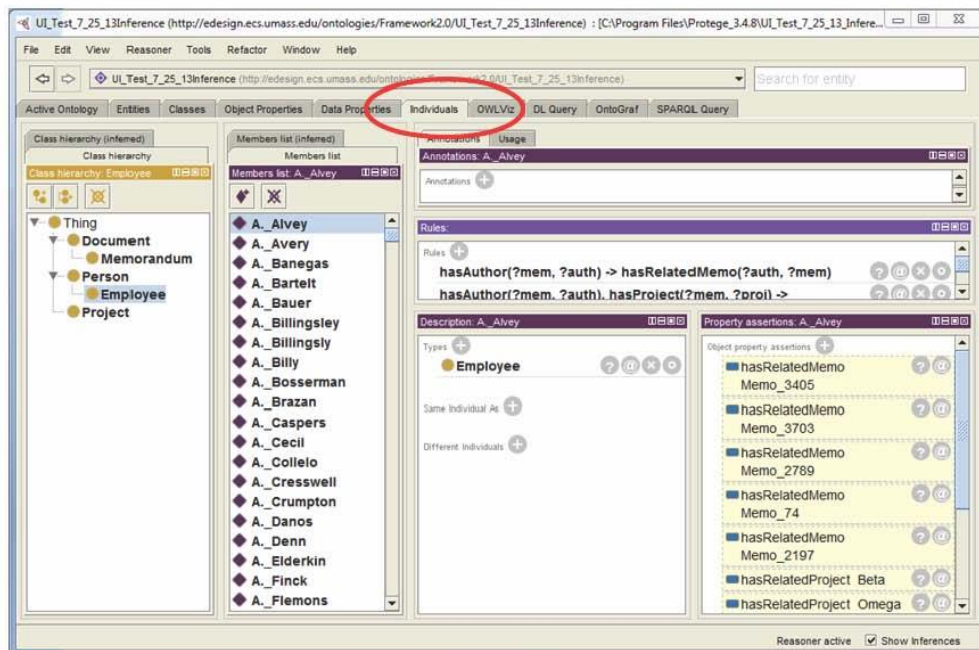 UI_Test_7_25_13Inference (http://edesign.ecs.umass.edu/ontologies/Framework2.0/UI_Test_7_25_13Inference) : [C:\Program Files\Protege_3.4.8\UI_Test_7_25_13_Infere...
File Edit View Reasoner Tools Refactor Window Help
UI_Test_7_25_13Inference (http://edesign.ecs.umass.edu/ontologies/Framework2.0/UI_Test_7_25_13Inference)
Search for entity
Active Ontology Entities Classes Object Properties Data Properties Individuals OWLViz DL Query OntoGraf SPARQL Query
Class hierarchy (inferred)
Class hierarchy
Class hierarchy: Employee
Thing
Document
Memorandum
Person
Employee
Project
Members list (inferred)
Members list
Members list: A._Alvey
A._Alvey
A._Avery
A._Banegas
A._Bartelt
A._Bauer
A._Billingsley
A._Billingsly
A._Billy
A._Bosserman
A._Brazan
A._Caspers
A._Cecil
A._Collelo
A._Cresswell
A._Crumpton
A._Danos
A._Denn
A._Elderkin
A._Finck
A._Flemons
Annotations Usage
Annotations: A._Alvey
Annotations
Rules:
Rules
hasAuthor(?mem, ?auth) -> hasRelatedMemo(?auth, ?mem)
hasAuthor(?mem, ?auth), hasProject(?mem, ?proj) ->
Description: A._Alvey
Types
Employee
Same Individual As
Different Individuals
Property assertions: A._Alvey
Object property assertions
hasRelatedMemo
Memo_3405
hasRelatedMemo
Memo_3703
hasRelatedMemo
Memo_2789
hasRelatedMemo
Memo_74
hasRelatedMemo
Memo_2197
hasRelatedProject Beta
hasRelatedProject Omega
Reasoner active Show Inferences